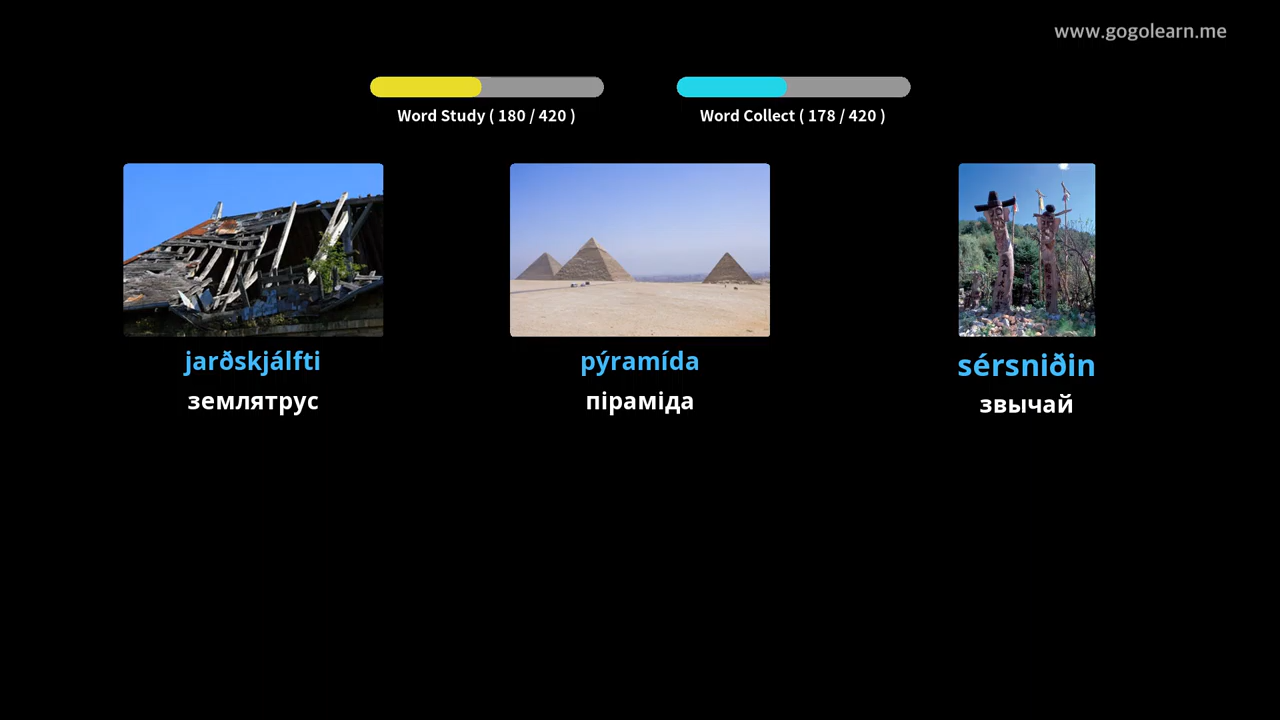 www.gogolearn.me
Word Study ( 180 / 420 )
Word Collect ( 178 / 420 )
jarðskjálfti
землятрус
pýramída
піраміда
sérsniðin
звычай